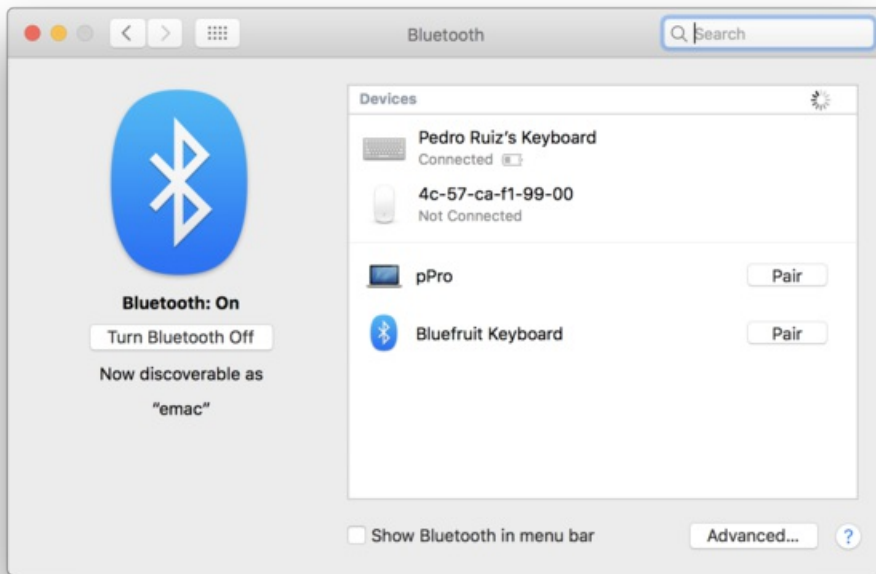 Bluetooth
Search
Devices
Pedro Ruiz's Keyboard
Connected
4c-57-ca-f1-99-00
Not Connected
pPro
Pair
Bluefruit Keyboard
Pair
Bluetooth: On
Turn Bluetooth Off
Now discoverable as
“emac”
Show Bluetooth in menu bar
Advanced...
?